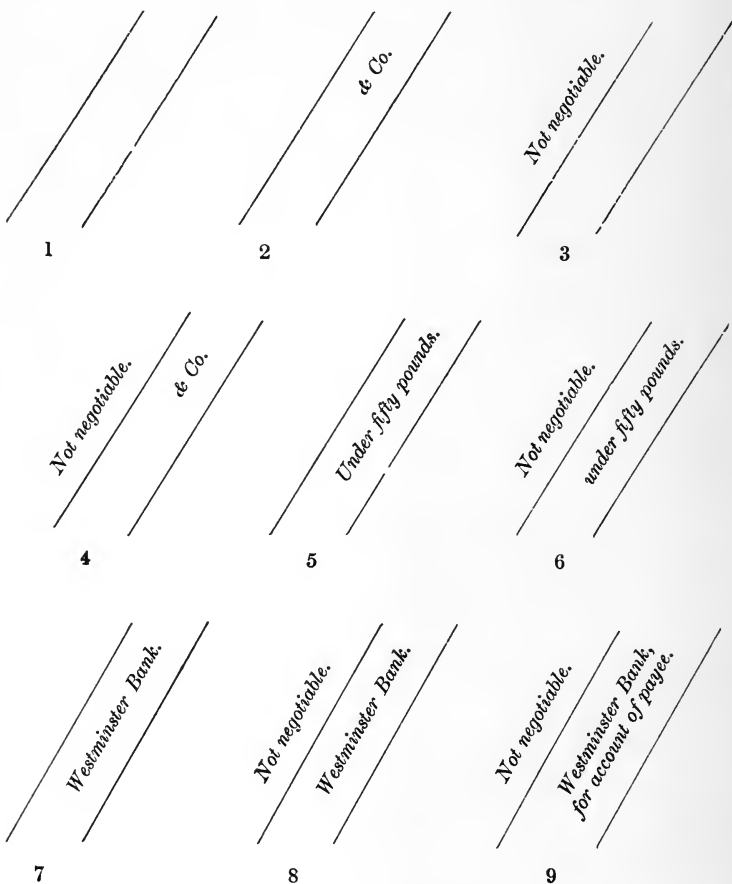 & Co.
Not negotiable.
1
2
3
Not negotiable.
& Co.
Under fifty pounds.
Not negotiable.
under fifty pounds.
4
5
6
Westminster Bank.
Not negotiable.
Westminster Bank.
Not negotiable.
Westminster Bank,
for account of payee.
7
8
9